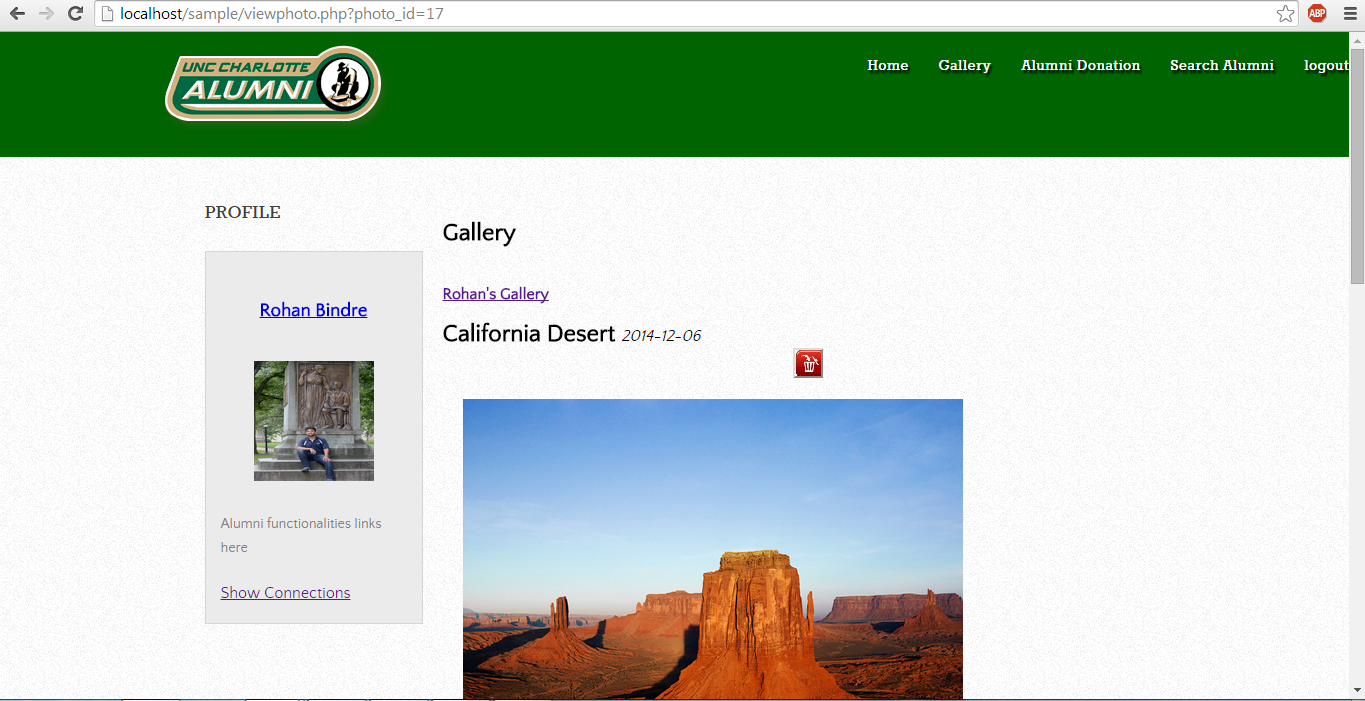 localhost/sample/viewphoto.php?photo_id=17
ABP
UNC CHARLOTTE
ALUMNI
Home Gallery Alumni Donation Search Alumni logout
PROFILE
Rohan Bindre
Alumni functionalities links
here
Show Connections
Gallery
Rohan's Gallery
California Desert 2014-12-06